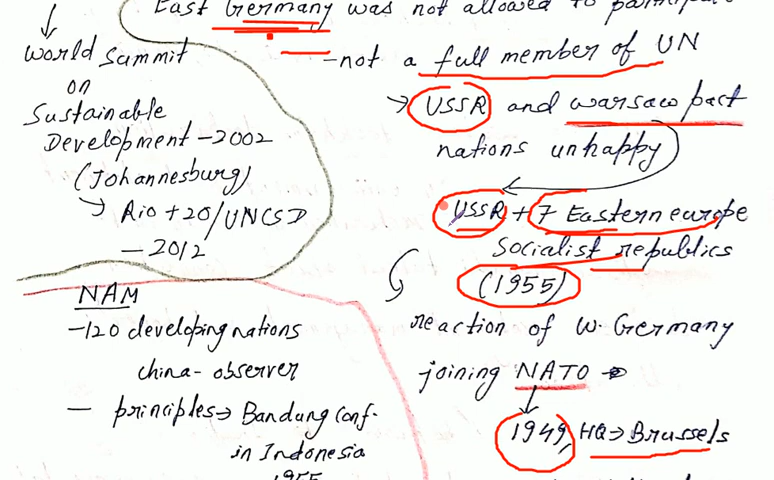 East Germany was not allowed to
World Summit
on
Sustainable
Development - 2002
(Johannesburg)
→ Rio +20/UNCSD
- 2012
NAM
- 120 developing nations
china - observer
- principles → Bandung Conf-
in Indonesia
1955
- not a full member of UN
→ USSR and warsaw pact
nations unhappy
USSR + 7 Eastern europe
Socialist republics
(1955)
reaction of W. Germany
joining NATO →
1949, HQ → Brussels